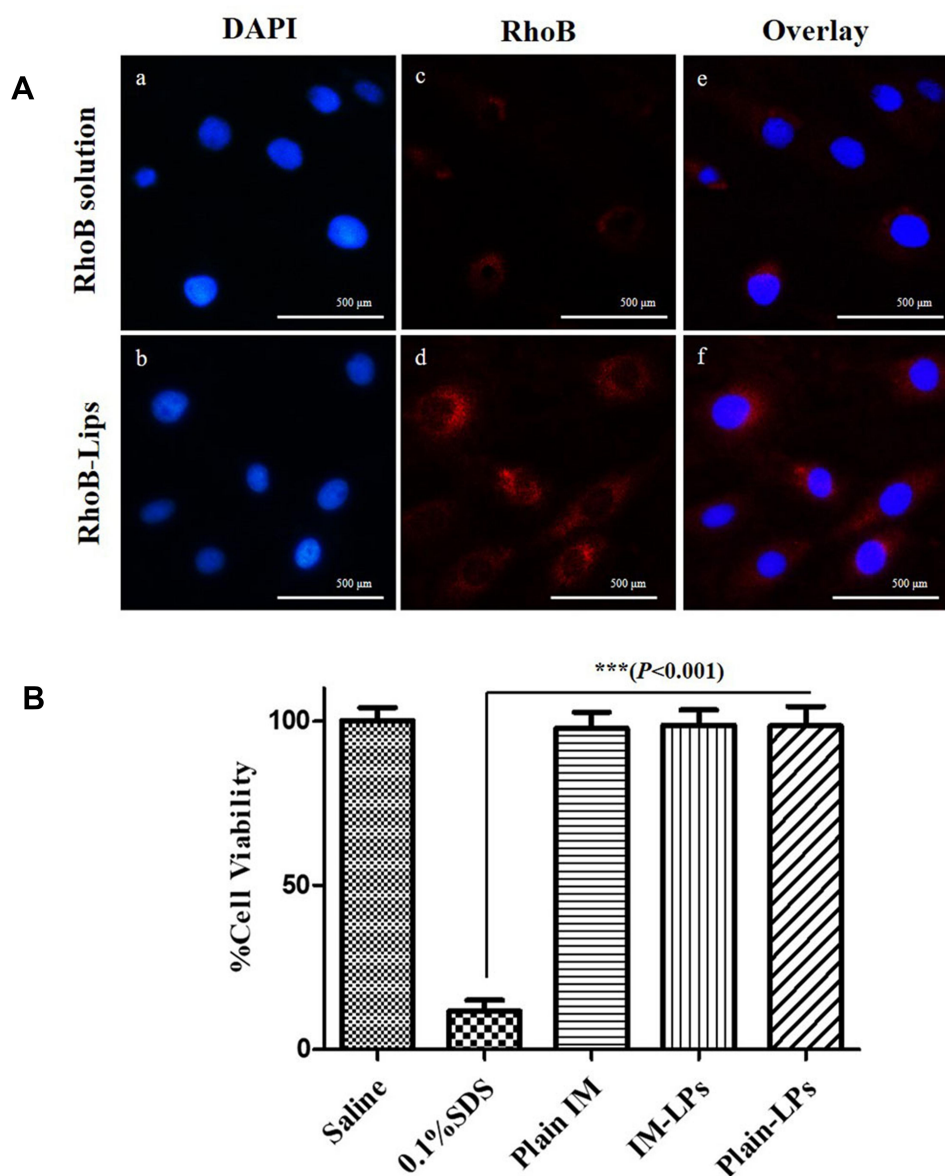 DAPI RhoB Overlay
A
RhoB solution
a c e
500 µm 500 µm 500 µm
RhoB-Lips
b d f
500 µm 500 µm 500 µm
B
***(P<0.001)
%Cell Viability
100
50
0
Saline 0.1%SDS Plain IM IM-LPs Plain-LPs